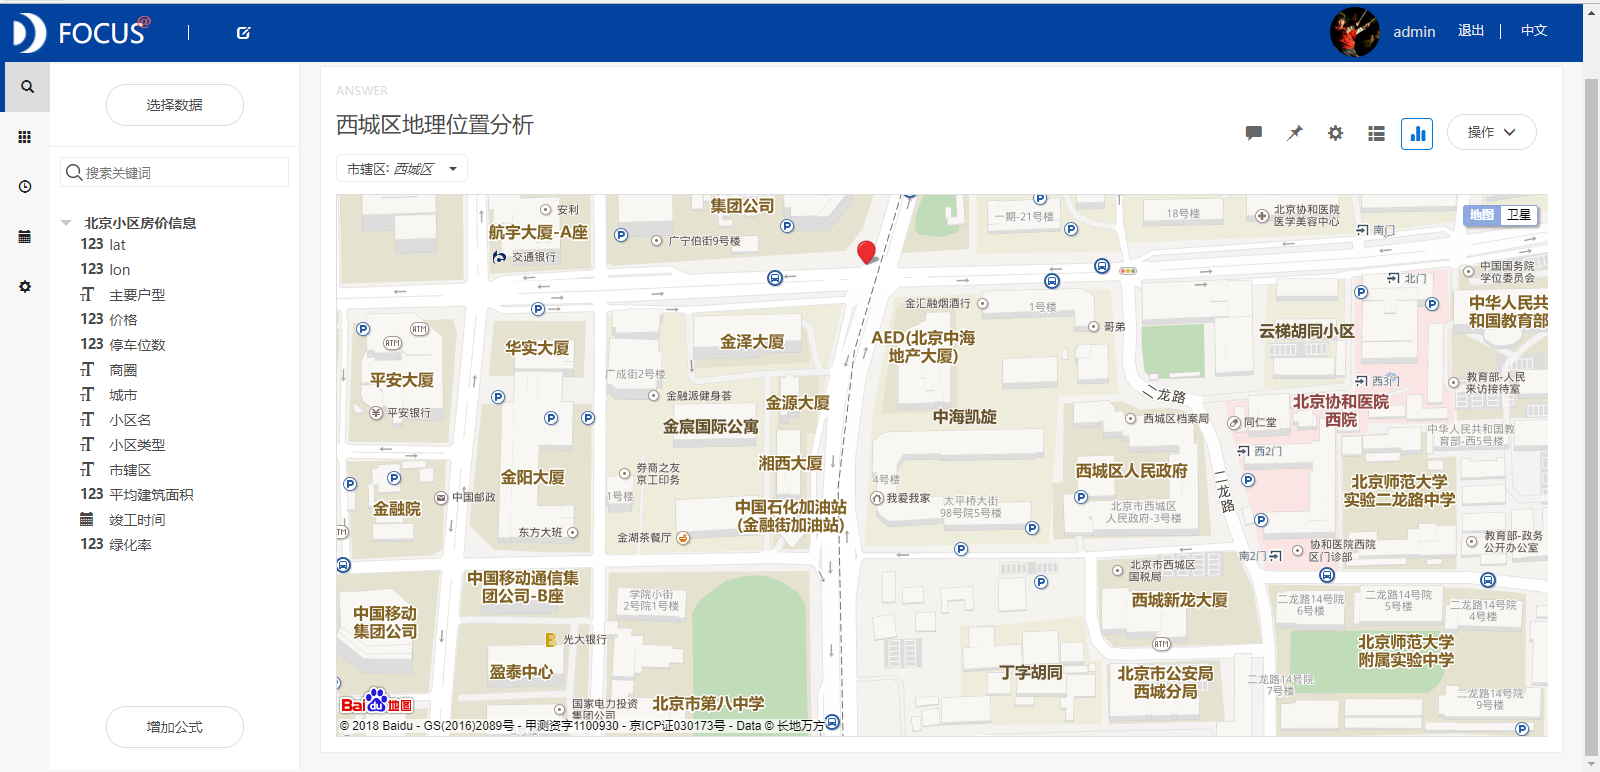 FOCUS@
admin
退出
中文
选择数据
搜索关键词
北京小区房价信息
123 lat
123 lon
主要户型
123 价格
123 停车位数
商圈
城市
小区名
小区类型
市辖区
123 平均建筑面积
竣工时间
123 绿化率
增加公式
ANSWER
西城区地理位置分析
操作
市辖区: 西城区
地图
卫星
安利
集团公司
航宇大厦-A座
广宁伯街9号楼
交通银行
一期-21号楼
18号楼
北京协和医院
医学美容中心
南门
中国国务院
学位委员会
北门
中华人民共
和国教育部
金汇融烟酒行
1号楼
哥弟
云梯胡同小区
ATM
ATM
平安大厦
平安银行
华实大厦
金泽大厦
AED(北京中海
地产大厦)
广成街2号楼
金融派健身荟
金源大厦
金宸国际公寓
中海凯旋
二龙路
西城区档案局
西3门
教育部-人民
来访接待室
北京协和医院
西院
同仁堂
中华人民共和国教
育部-西5号楼
西2门
湘西大厦
券商之友
京工印务
1号楼
4号楼
金阳大厦
中国邮政
金融院
TM
我爱我家
太平桥大街
98号院5号楼
西城区人民政府
北京市西城区
人民政府-3号楼
二龙路
北京师范大学
实验二龙路中学
中国石化加油站
(金融街加油站)
东方大班
金湖茶餐厅
南2门
协和医院西院
区门诊部
教育部-政务
公开办公室
北京市西城区
国税局
中国移动通信集
团公司-B座
学院小街
2号院1号楼
西城新龙大厦
二龙路14号院
6号楼
二龙路14号院
5号楼
二龙路14号院
4号楼
中国移动
集团公司
光大银行
ATM
北京师范大学
附属实验中学
盈泰中心
丁字胡同
北京市公安局
西城分局
二龙路14号院
7号楼
二龙路14号院
9号楼
国家电力投资
集团公司
北京市第八中学
Bai du 地图
© 2018 Baidu - GS(2016)2089号 - 甲测资字1100930 - 京ICP证030173号 - Data © 长地万方